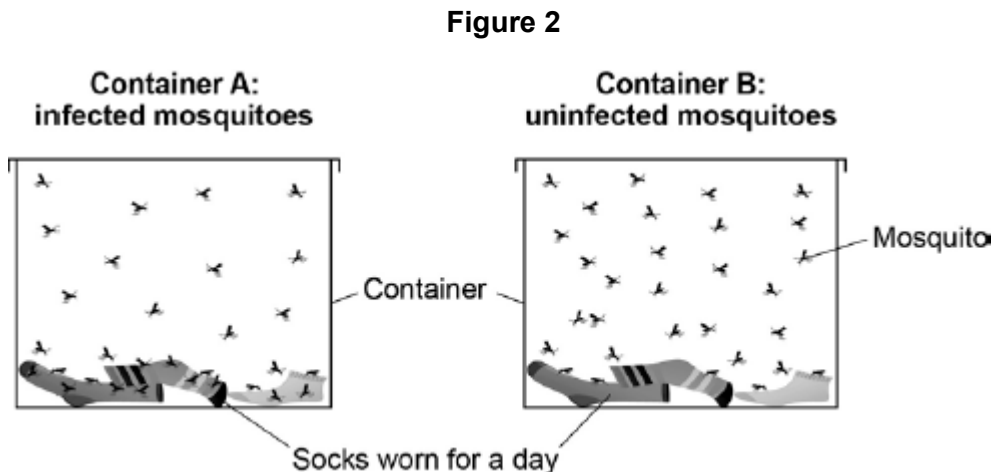 Figure 2
Container A:
infected mosquitoes
Container B:
uninfected mosquitoes
Mosquito
Container
Socks worn for a day